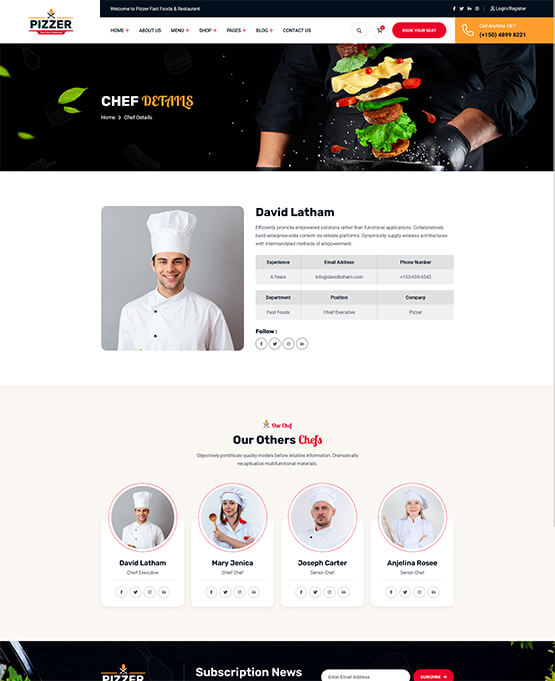 PIZZER
Welcome to Pizzer Fast Foods & Restaurant
Login/Register
HOME + ABOUT US MENU + SHOP + PAGES + BLOG + CONTACT US
BOOK YOUR SEAT
Call Anytime 24/7
(+150) 4899 8221
CHEF DETAILS
Home > Chef Details
David Latham
Efficiently promote empowered solutions rather than functional applications. Collaboratively
build enterprise-wide content via reliable platforms. Dynamically supply wireless architectures
with intermandated methods of empowerment.
Experience Email Address Phone Number
6 Years info@davidlatham.com +153-659-6542
Department Position Company
Fast Foods Chief Executive Pizzer
Follow :
Our Chef
Our Others Chefs
Objectively pontificate quality models before intuitive information. Dramatically
recaptiualize multifunctional materials.
David Latham
Chief Executive
Mary Jenica
Chief Chef
Joseph Carter
Senior Chef
Anjelina Rosee
Senior Chef
PIZZER
Subscription News
Enter Email Address
SUBCRIBE